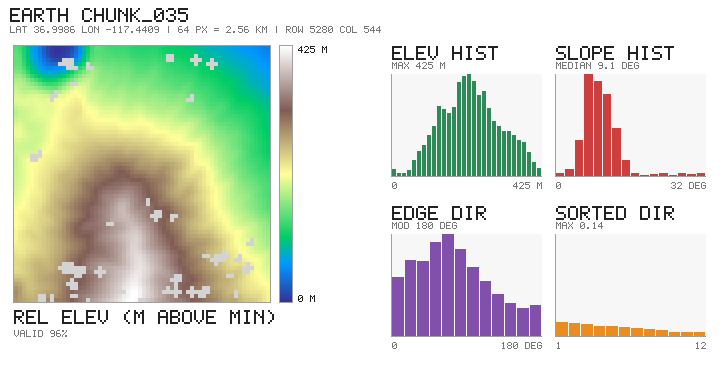 EARTH CHUNK_035
LAT 36.9986 LON -117.4409 | 64 PX = 2.56 KM | ROW 5280 COL 544
425 M
0 M
REL ELEV (M ABOVE MIN)
VALID 96%
ELEV HIST
MAX 425 M
0 425 M
SLOPE HIST
MEDIAN 9.1 DEG
0 32 DEG
EDGE DIR
MOD 180 DEG
0 180 DEG
SORTED DIR
MAX 0.14
1 12